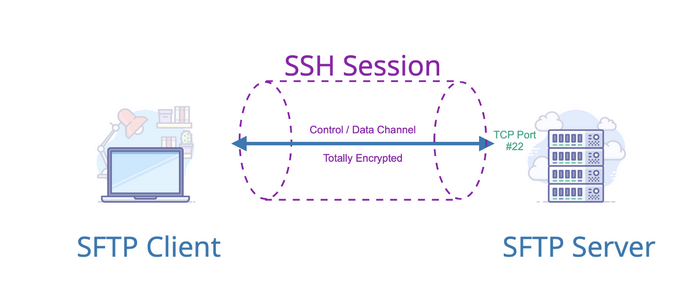 SSH Session
Control / Data Channel
TCP Port
#22
Totally Encrypted
SFTP Client
SFTP Server